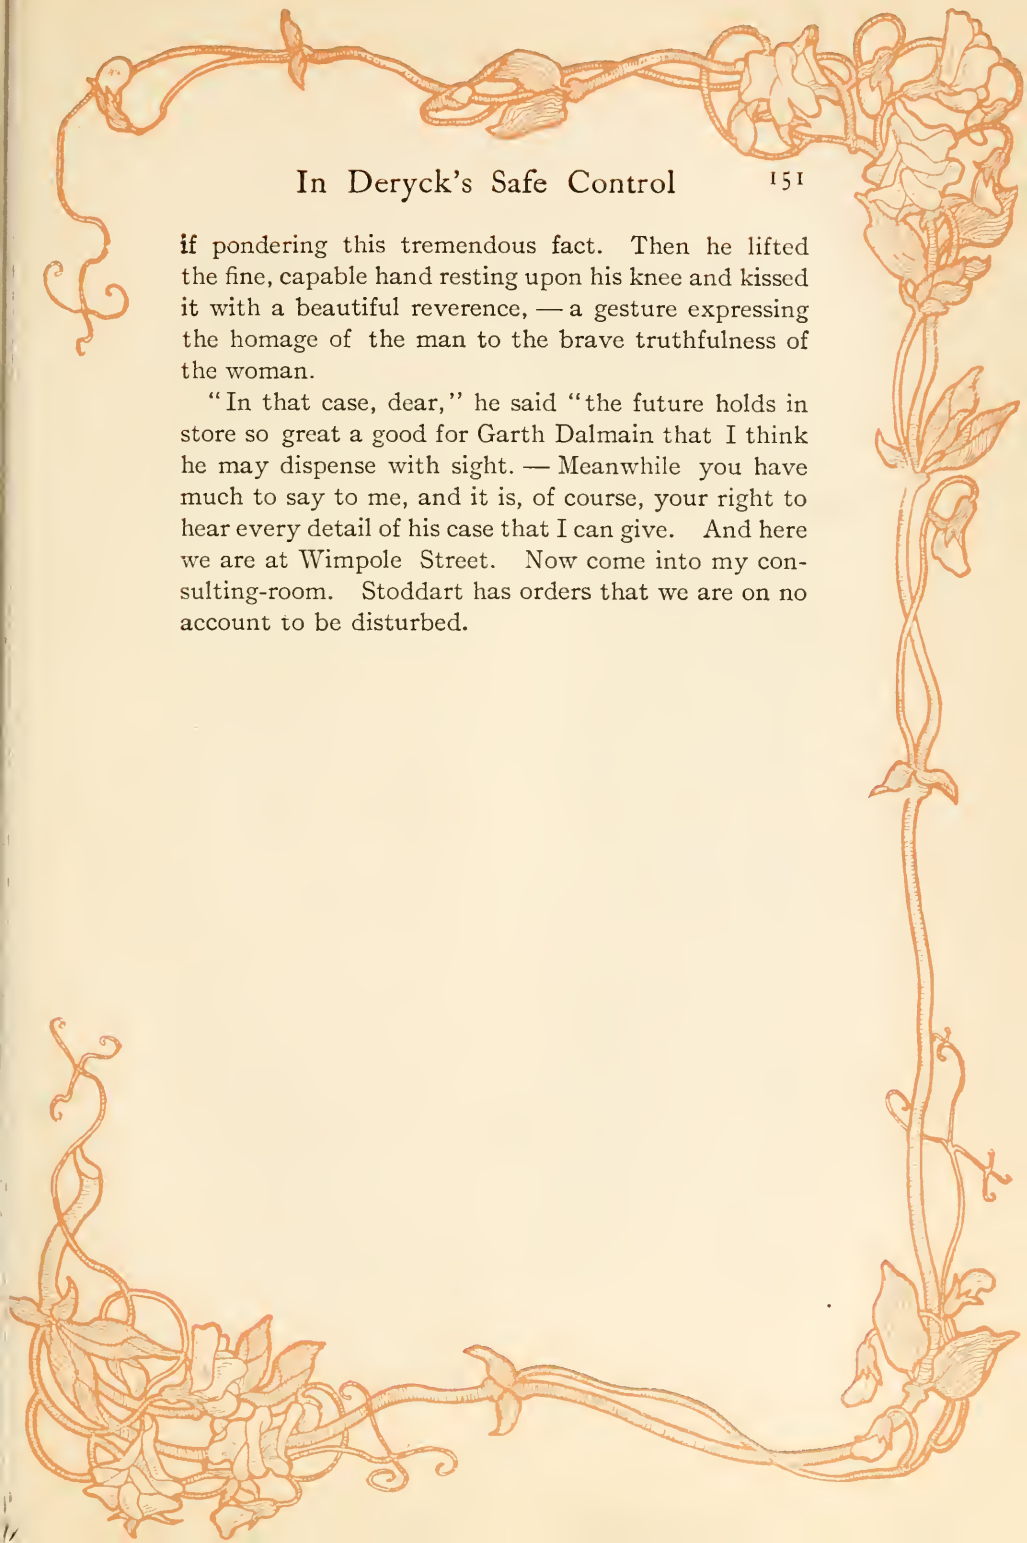 In Deryck's Safe Control 151
if pondering this tremendous fact. Then he lifted
the fine, capable hand resting upon his knee and kissed
it with a beautiful reverence, — a gesture expressing
the homage of the man to the brave truthfulness of
the woman.
"In that case, dear," he said "the future holds in
store so great a good for Garth Dalmain that I think
he may dispense with sight. — Meanwhile you have
much to say to me, and it is, of course, your right to
hear every detail of his case that I can give. And here
we are at Wimpole Street. Now come into my con-
sulting-room. Stoddart has orders that we are on no
account to be disturbed.